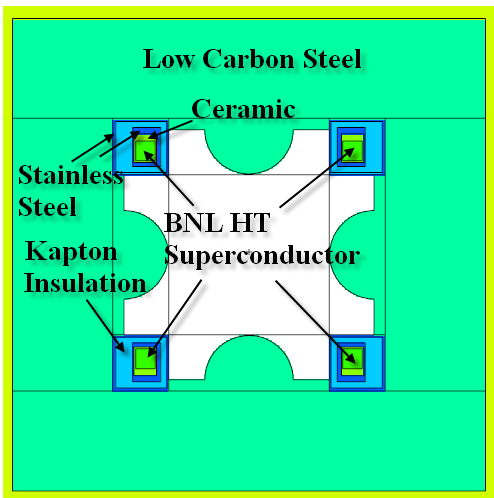 Low Carbon Steel
Ceramic
Stainless
Steel
BNL HT
Superconductor
Kapton
Insulation